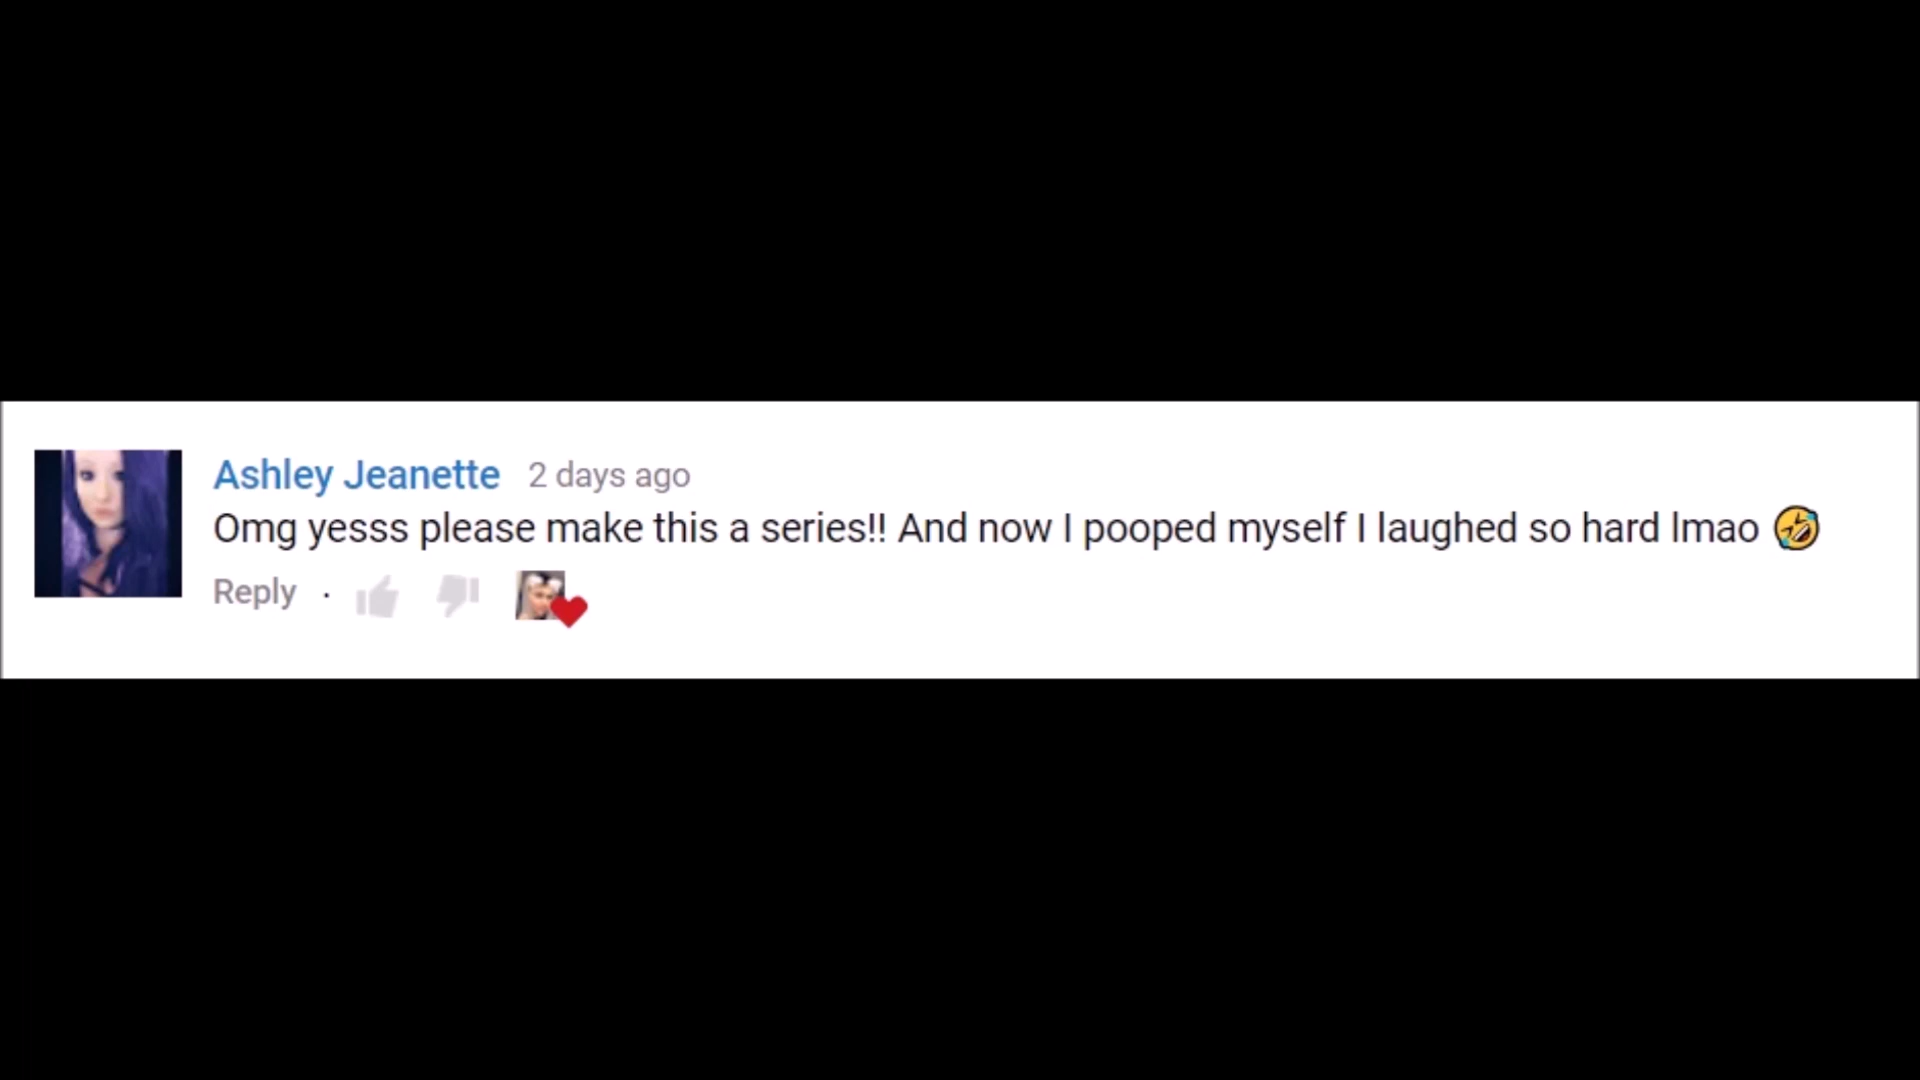 Ashley Jeanette 2 days ago
Omg yesss please make this a series!! And now I pooped myself I laughed so hard lmao 🤣
Reply ·